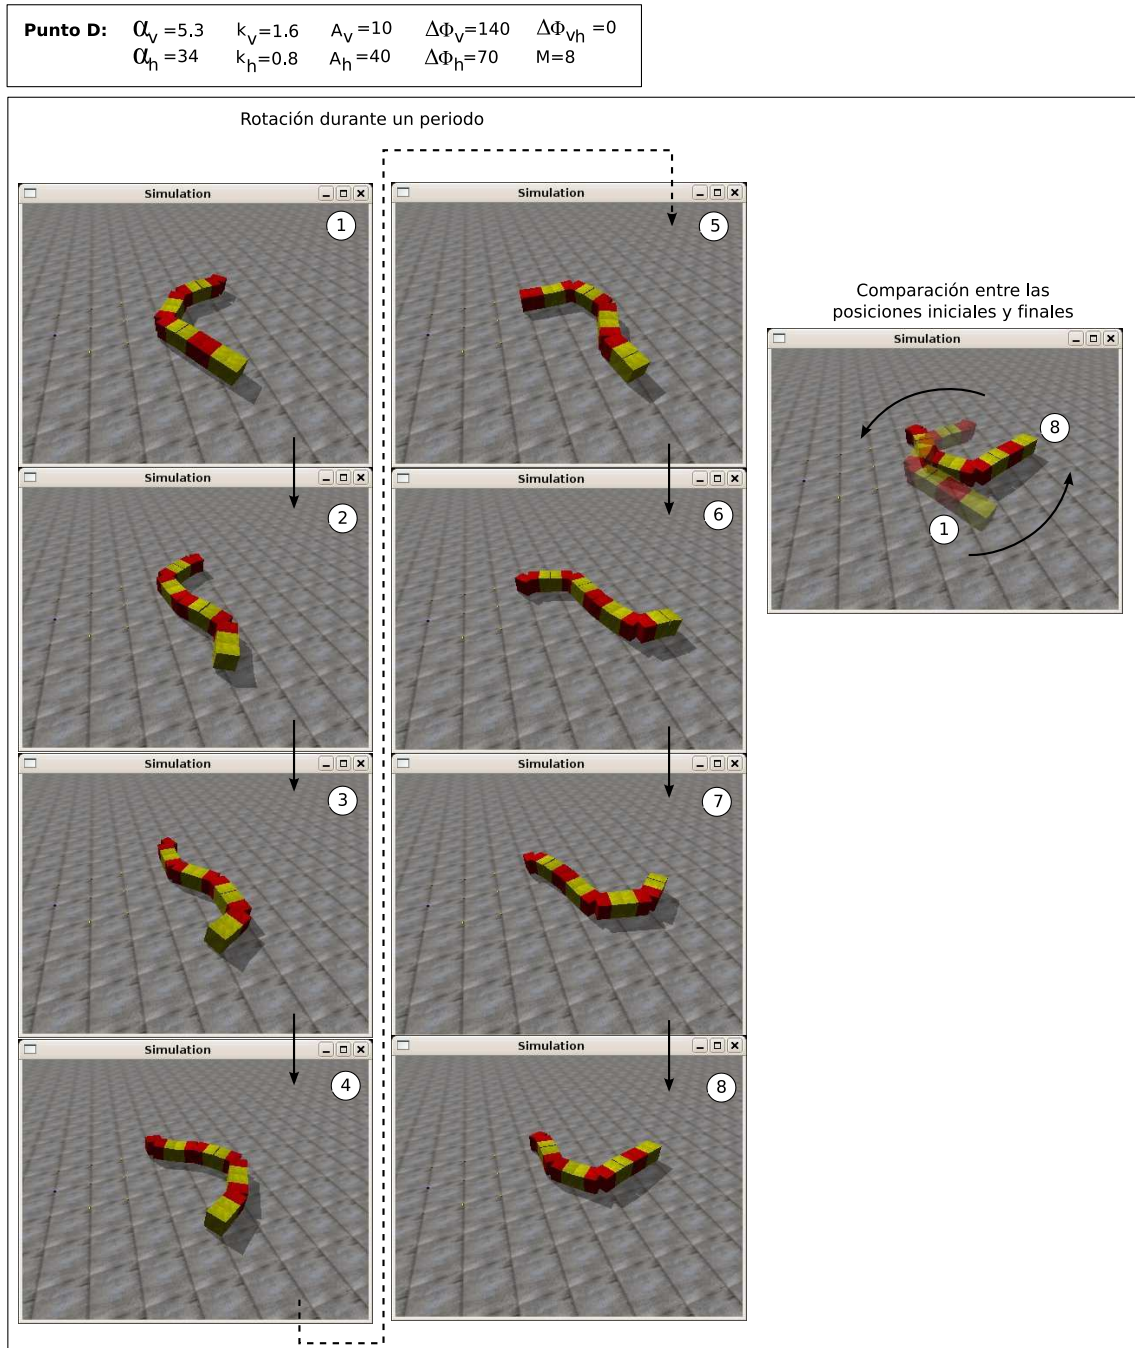 Punto D: αv =5.3 kv=1.6 Av =10 ΔΦv=140 ΔΦvh =0
αh =34 kh=0.8 Ah =40 ΔΦh=70 M=8
Rotación durante un periodo
Simulation
1
Simulation
2
Simulation
3
Simulation
4
Simulation
5
Simulation
6
Simulation
7
Simulation
8
Comparación entre las
posiciones iniciales y finales
Simulation
8
1